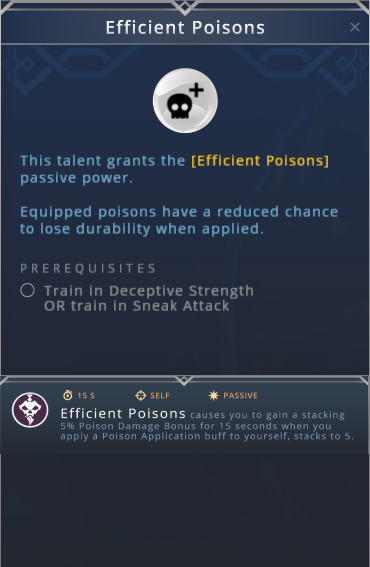 Efficient Poisons
This talent grants the [Efficient Poisons]
passive power.
Equipped poisons have a reduced chance
to lose durability when applied.
PREREQUISITES
Train in Deceptive Strength
OR train in Sneak Attack
15 S SELF PASSIVE
Efficient Poisons causes you to gain a stacking
5% Poison Damage Bonus for 15 seconds when you
apply a Poison Application buff to yourself, stacks to 5.